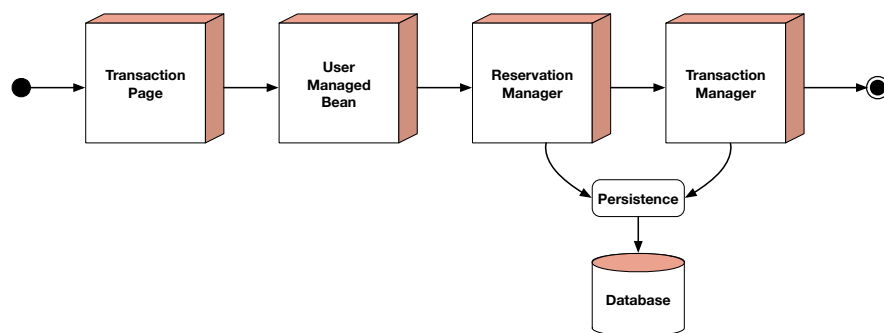 Transaction
Page
User
Managed
Bean
Reservation
Manager
Transaction
Manager
Persistence
Database